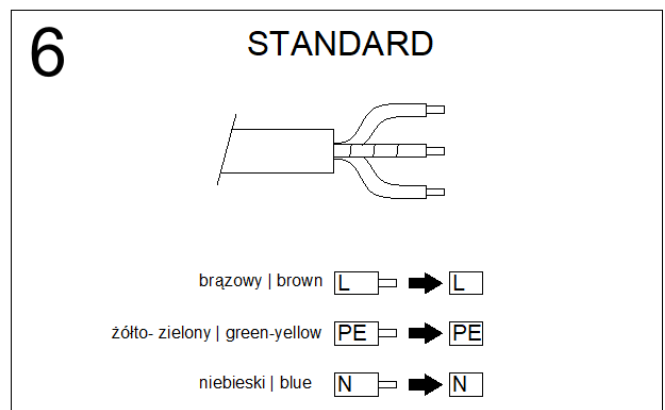 6
STANDARD
brązowy | brown L L
żółto- zielony | green-yellow PE PE
niebieski | blue N N